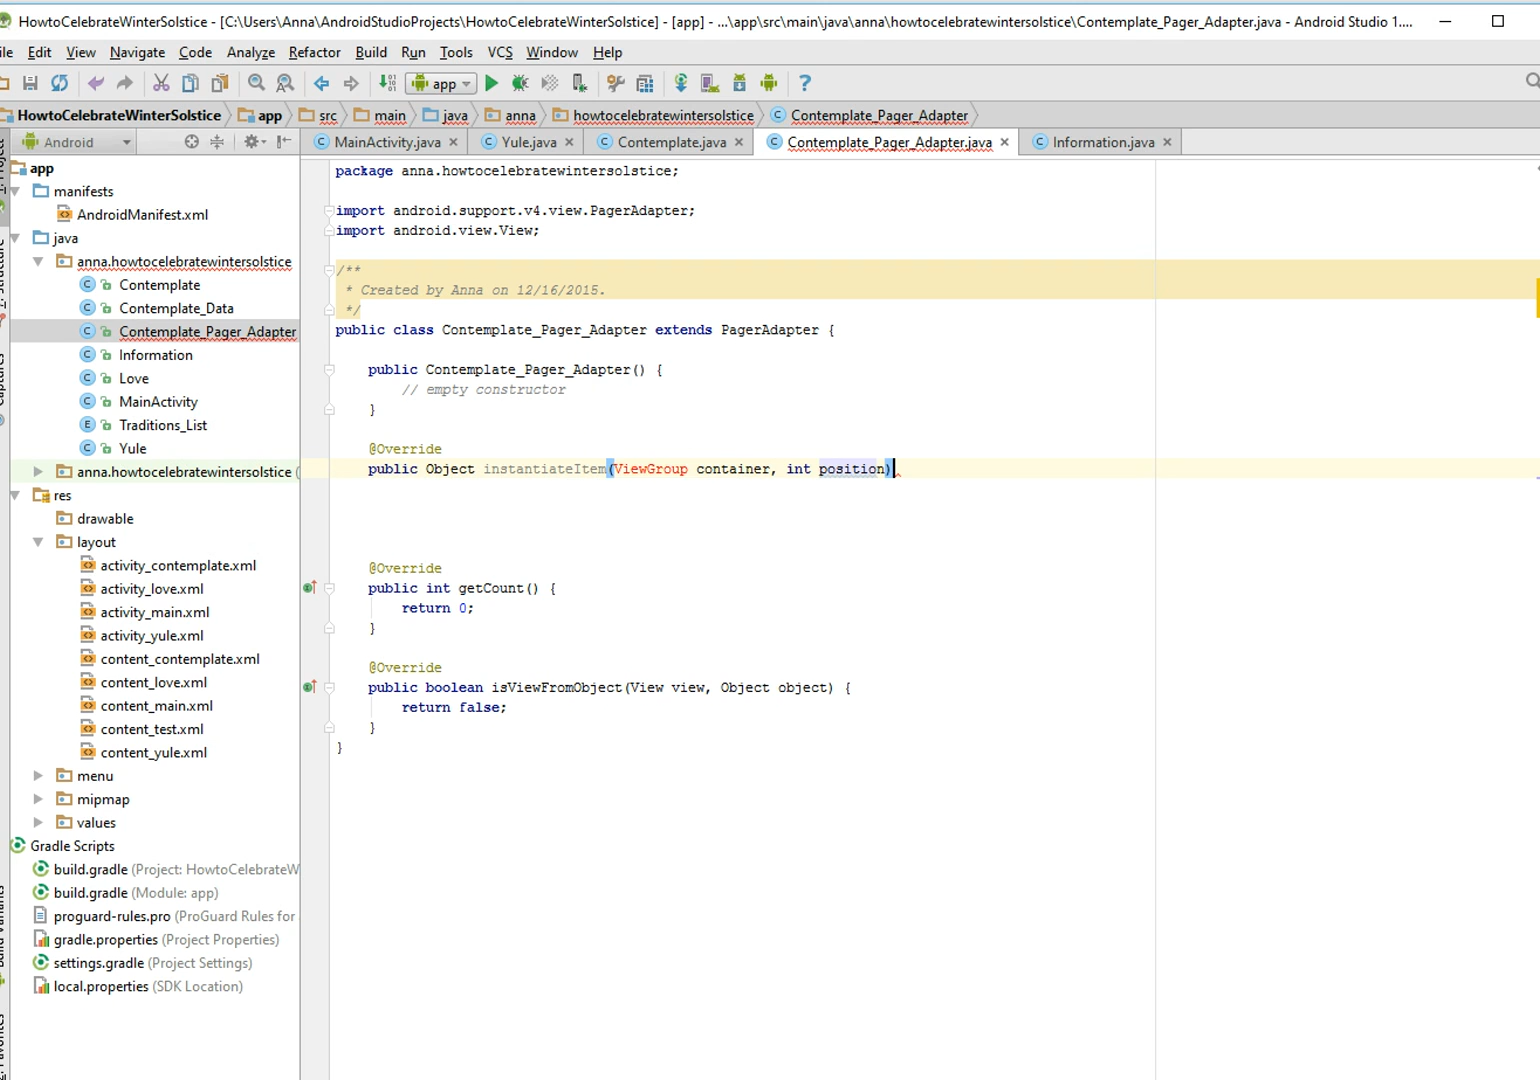 HowtoCelebrateWinterSolstice - [C:\Users\Anna\AndroidStudioProjects\HowtoCelebrateWinterSolstice] - [app] - ...\app\src\main\java\anna\howtocelebratewintersolstice\Contemplate_Pager_Adapter.java - Android Studio 1....
ile Edit View Navigate Code Analyze Refactor Build Run Tools VCS Window Help
app
HowtoCelebrateWinterSolstice app src main java anna howtocelebratewintersolstice Contemplate_Pager_Adapter
Android MainActivity.java Yule.java Contemplate.java Contemplate_Pager_Adapter.java Information.java
app
manifests
AndroidManifest.xml
java
anna.howtocelebratewintersolstice
Contemplate
Contemplate_Data
Contemplate_Pager_Adapter
Information
Love
MainActivity
Traditions_List
Yule
anna.howtocelebratewintersolstice (
res
drawable
layout
activity_contemplate.xml
activity_love.xml
activity_main.xml
activity_yule.xml
content_contemplate.xml
content_love.xml
content_main.xml
content_test.xml
content_yule.xml
menu
mipmap
values
Gradle Scripts
build.gradle (Project: HowtoCelebrateW
build.gradle (Module: app)
proguard-rules.pro (ProGuard Rules for
gradle.properties (Project Properties)
settings.gradle (Project Settings)
local.properties (SDK Location)
package anna.howtocelebratewintersolstice;
import android.support.v4.view.PagerAdapter;
import android.view.View;
/**
* Created by Anna on 12/16/2015.
*/
public class Contemplate_Pager_Adapter extends PagerAdapter {
public Contemplate_Pager_Adapter() {
// empty constructor
}
@Override
public Object instantiateItem(ViewGroup container, int position)
@Override
public int getCount() {
return 0;
}
@Override
public boolean isViewFromObject(View view, Object object) {
return false;
}
}